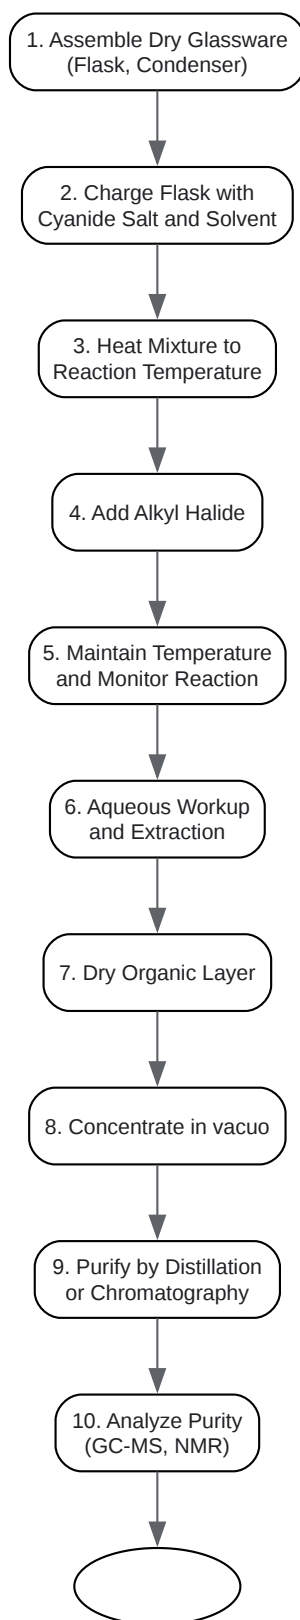 1. Assemble Dry Glassware
(Flask, Condenser)
2. Charge Flask with
Cyanide Salt and Solvent
3. Heat Mixture to
Reaction Temperature
4. Add Alkyl Halide
5. Maintain Temperature
and Monitor Reaction
6. Aqueous Workup
and Extraction
7. Dry Organic Layer
8. Concentrate in vacuo
9. Purify by Distillation
or Chromatography
10. Analyze Purity
(GC-MS, NMR)